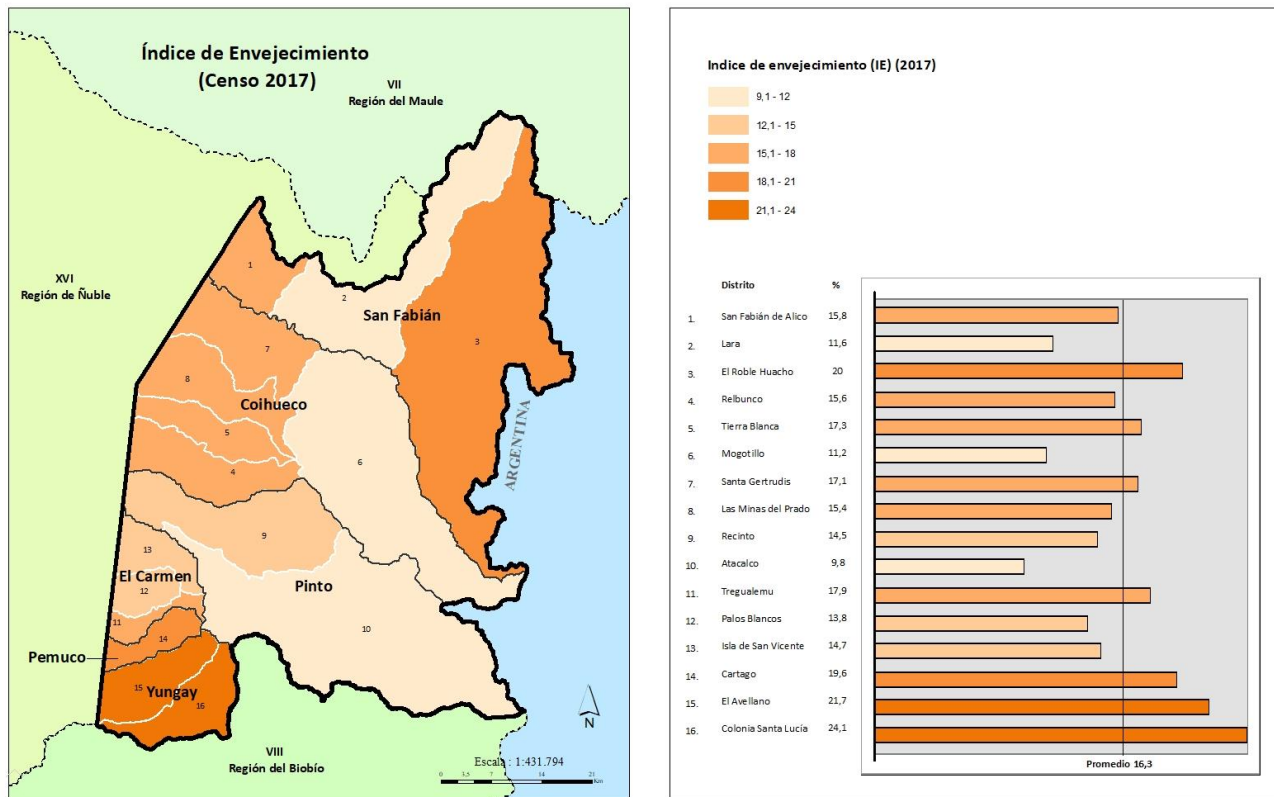 Índice de Envejecimiento
(Censo 2017)
VII
Región del Maule
XVI
Región de Ñuble
1
2
San Fabián
3
7
8
Coihueco
5
4
6
ARGENTINA
9
13
El Carmen
12
Pinto
10
11
14
Pemuco
15
Yungay
16
N
VIII
Región del Biobío
Escala : 1:431.794
0 3,5 7 14 21
Km
Indice de envejecimiento (IE) (2017)
9,1 - 12
12,1 - 15
15,1 - 18
18,1 - 21
21,1 - 24
Distrito %
1. San Fabián de Alico 15,8
2. Lara 11,6
3. El Roble Huacho 20
4. Relbunco 15,6
5. Tierra Blanca 17,3
6. Mogotillo 11,2
7. Santa Gertrudis 17,1
8. Las Minas del Prado 15,4
9. Recinto 14,5
10. Atacalco 9,8
11. Tregualemu 17,9
12. Palos Blancos 13,8
13. Isla de San Vicente 14,7
14. Cartago 19,6
15. El Avellano 21,7
16. Colonia Santa Lucía 24,1
Promedio 16,3